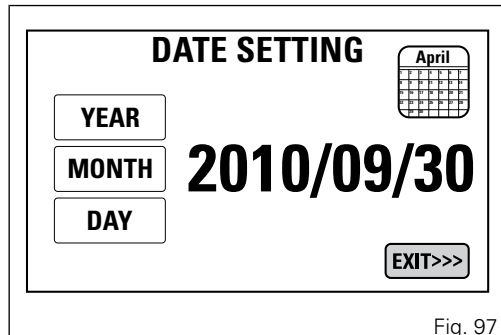 DATE SETTING
April
YEAR
MONTH
2010/09/30
DAY
EXIT>>>
Fig. 97